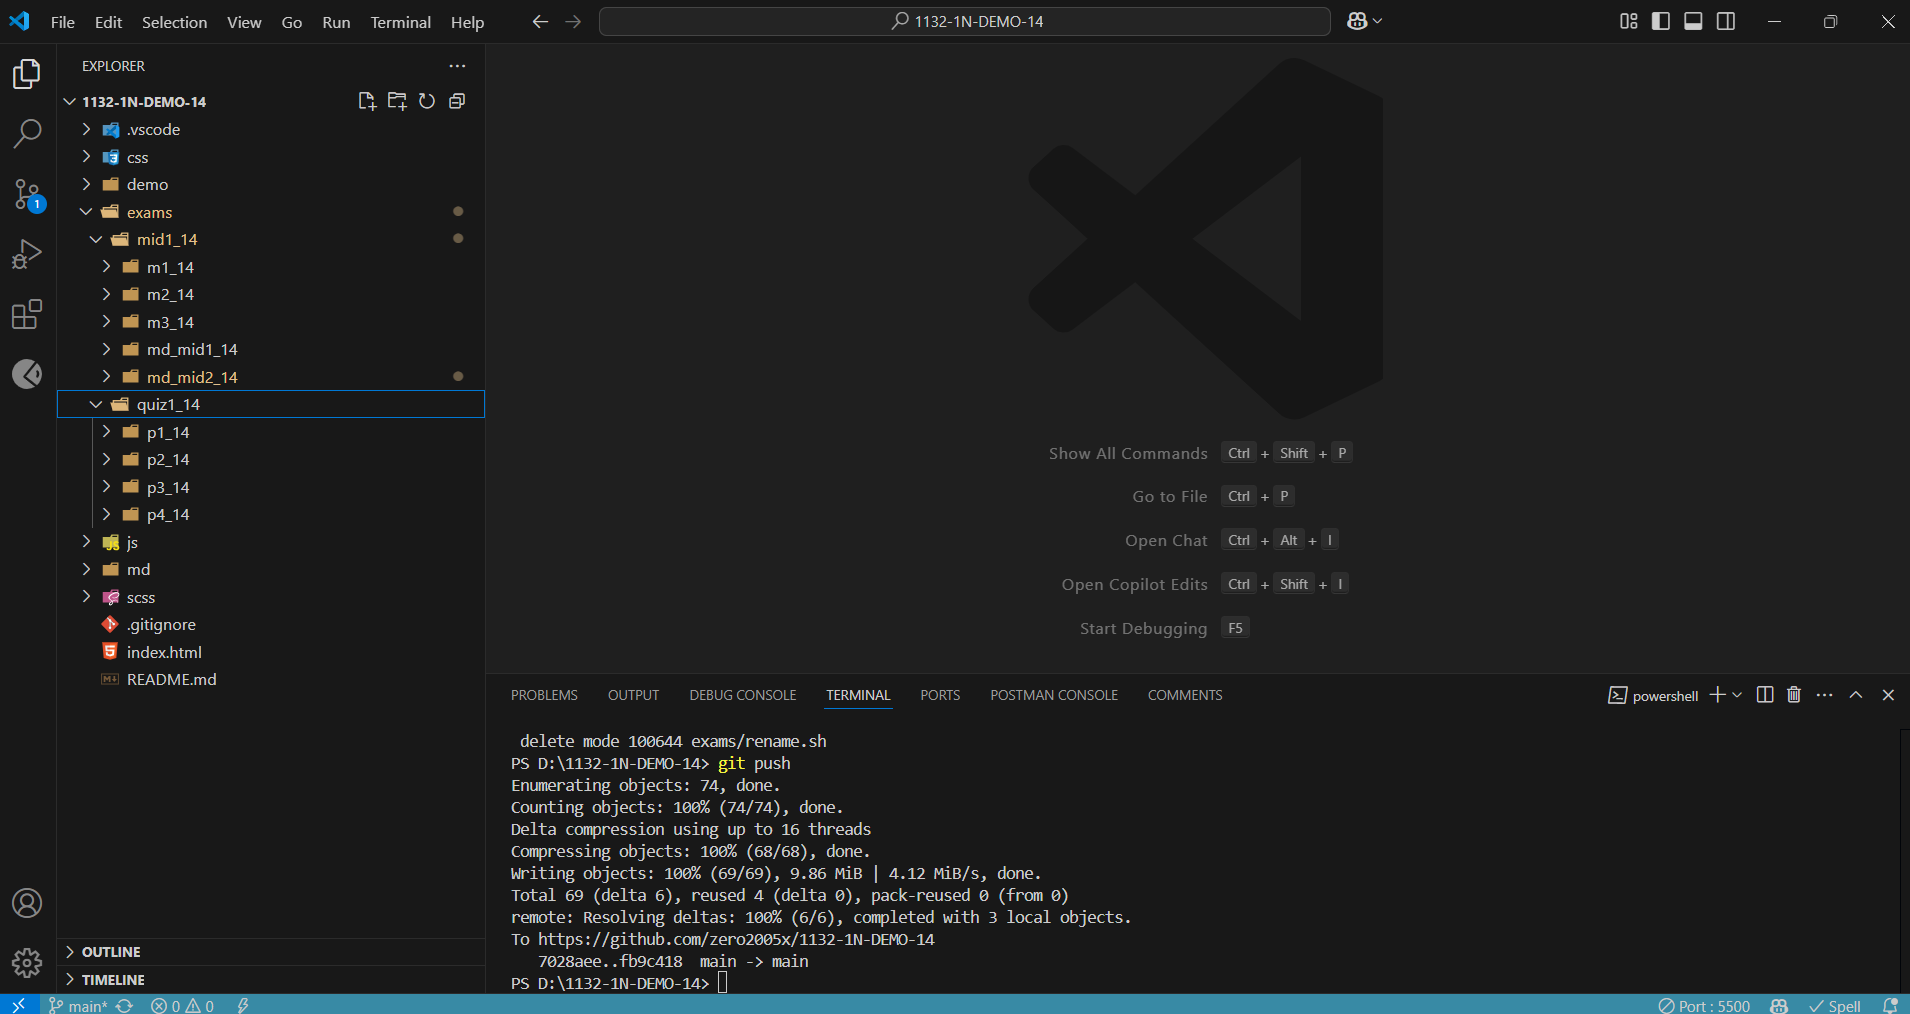 File Edit Selection View Go Run Terminal Help
1132-1N-DEMO-14
EXPLORER
1132-1N-DEMO-14
.vscode
css
demo
exams
mid1_14
m1_14
m2_14
m3_14
md_mid1_14
md_mid2_14
quiz1_14
p1_14
p2_14
p3_14
p4_14
JS js
md
scss
.gitignore
index.html
README.md
OUTLINE
TIMELINE
1
Show All Commands Ctrl + Shift + P
Go to File Ctrl + P
Open Chat Ctrl + Alt + I
Open Copilot Edits Ctrl + Shift + I
Start Debugging F5
PROBLEMS OUTPUT DEBUG CONSOLE TERMINAL PORTS POSTMAN CONSOLE COMMENTS
powershell
delete mode 100644 exams/rename.sh
PS D:\1132-1N-DEMO-14> git push
Enumerating objects: 74, done.
Counting objects: 100% (74/74), done.
Delta compression using up to 16 threads
Compressing objects: 100% (68/68), done.
Writing objects: 100% (69/69), 9.86 MiB | 4.12 MiB/s, done.
Total 69 (delta 6), reused 4 (delta 0), pack-reused 0 (from 0)
remote: Resolving deltas: 100% (6/6), completed with 3 local objects.
To https://github.com/zero2005x/1132-1N-DEMO-14
7028aee..fb9c418 main -> main
PS D:\1132-1N-DEMO-14>
main* 0 0 Port : 5500 Spell